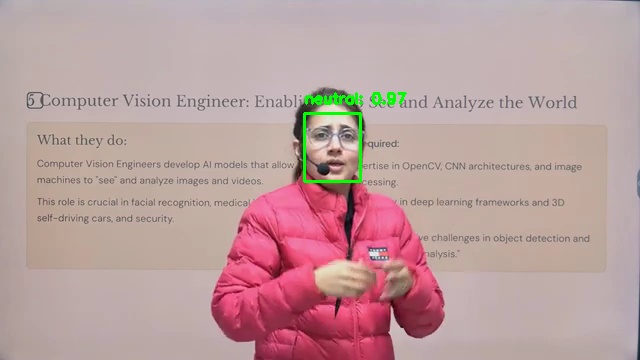 5 Computer Vision Engineer: Enabli
neutral: 0.97
See and Analyze the World
What they do:
Computer Vision Engineers develop AI models that allow
machines to "see" and analyze images and videos.
This role is crucial in facial recognition, medical
self-driving cars, and security.
equired:
ertise in OpenCV, CNN architectures, and image
cessing.
in deep learning frameworks and 3D
ve challenges in object detection and
nalysis."